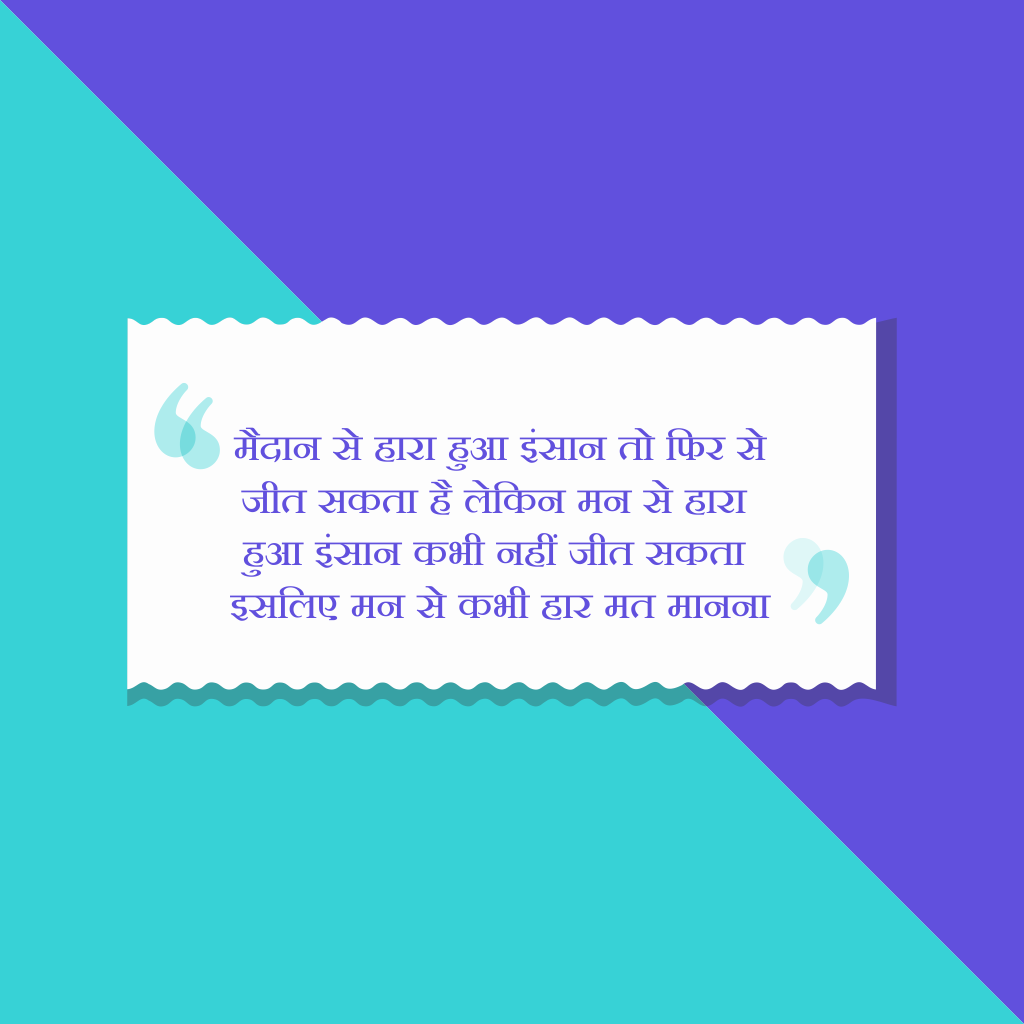 मैदान से हारा हुआ इंसान तो फिर से
जीत सकता है लेकिन मन से हारा
हुआ इंसान कभी नहीं जीत सकता
इसलिए मन से कभी हार मत मानना